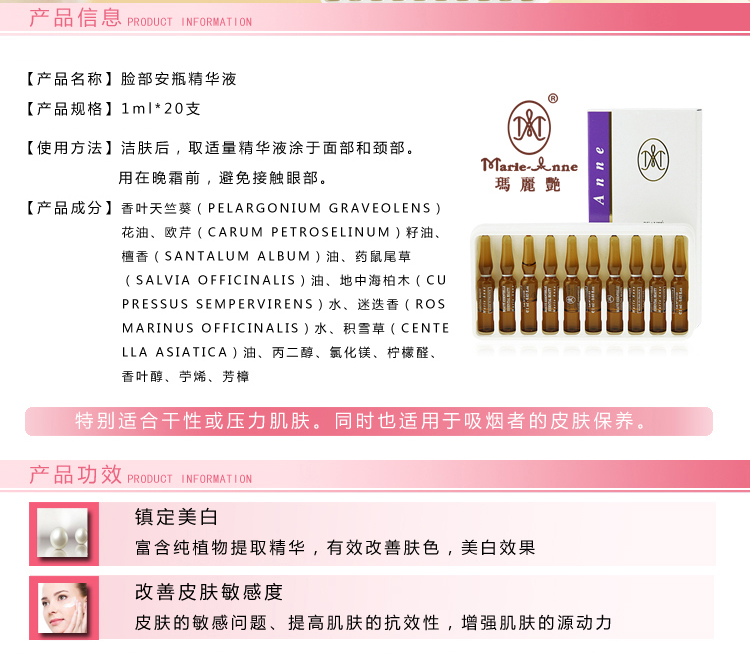 产品信息 PRODUCT INFORMATION
【产品名称】脸部安瓶精华液
【产品规格】1ml*20支
【使用方法】洁肤后，取适量精华液涂于面部和颈部。
用在晚霜前，避免接触眼部。
【产品成分】香叶天竺葵（PELARGONIUM GRAVEOLENS）
花油、欧芹（CARUM PETROSELINUM）籽油、
檀香（SANTALUM ALBUM）油、药鼠尾草
（SALVIA OFFICINALIS）油、地中海柏木（CU
PRESSUS SEMPERVIRENS）水、迷迭香（ROS
MARINUS OFFICINALIS）水、积雪草（CENTE
LLA ASIATICA）油、丙二醇、氯化镁、柠檬醛、
香叶醇、苧烯、芳樟
®
Marie-Anne
瑪麗艷
Anne
特别适合干性或压力肌肤。同时也适用于吸烟者的皮肤保养。
产品功效 PRODUCT INFORMATION
镇定美白
富含纯植物提取精华，有效改善肤色，美白效果
改善皮肤敏感度
皮肤的敏感问题、提高肌肤的抗效性，增强肌肤的源动力